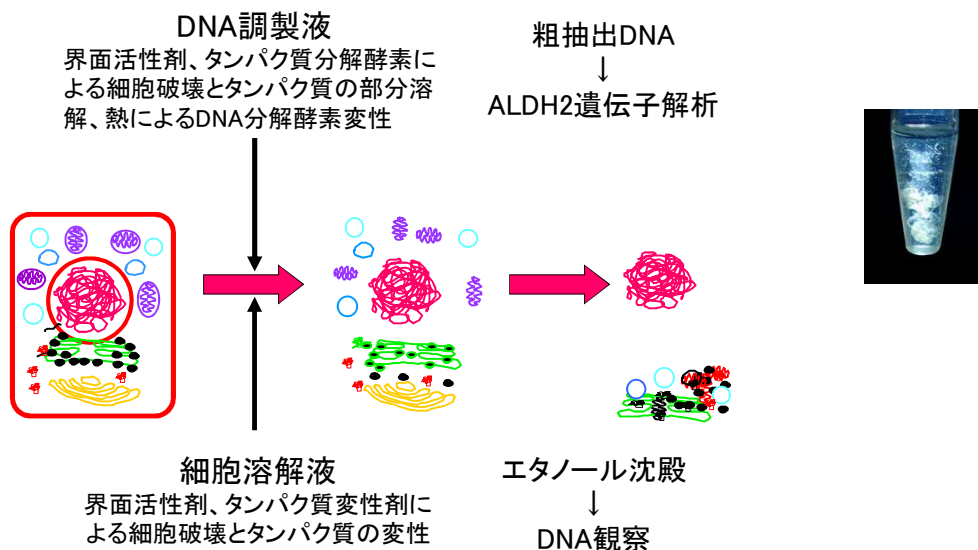 DNA調製液
界面活性剤、タンパク質分解酵素に
よる細胞破壊とタンパク質の部分溶
解、熱によるDNA分解酵素変性
粗抽出DNA
↓
ALDH2遺伝子解析
細胞溶解液
界面活性剤、タンパク質変性剤に
よる細胞破壊とタンパク質の変性
エタノール沈殿
↓
DNA観察